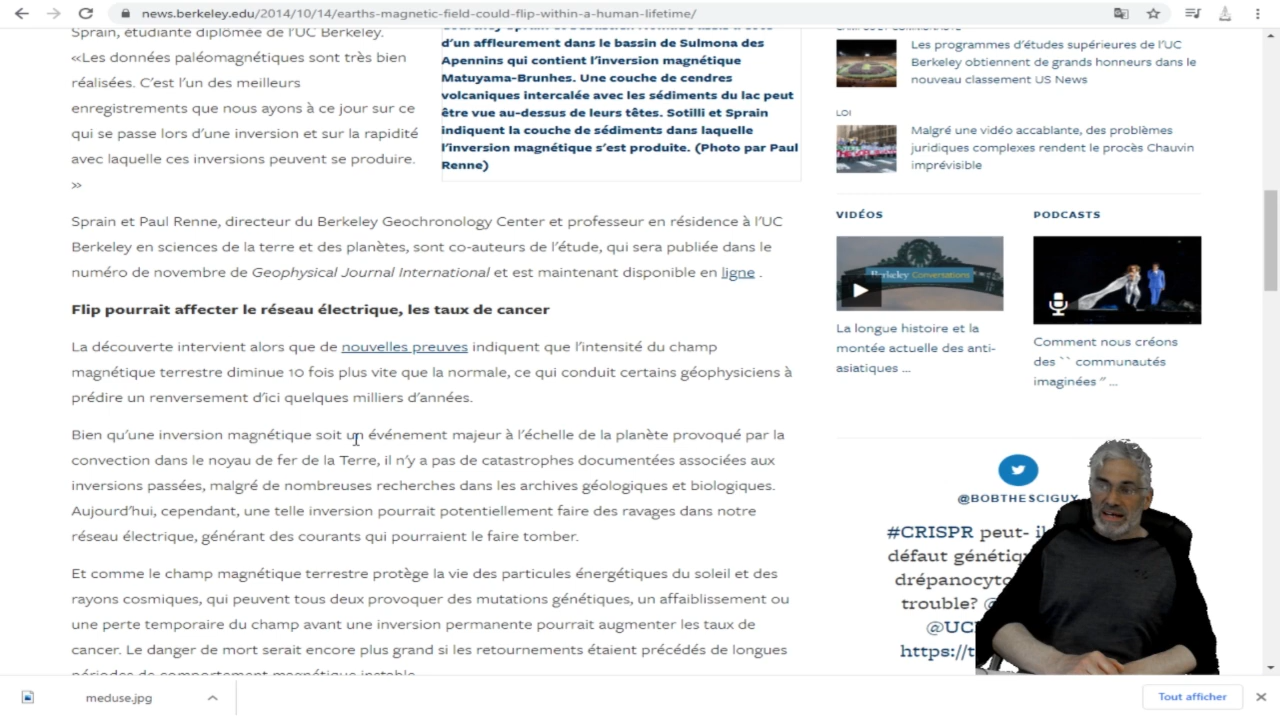 news.berkeley.edu/2014/10/14/earths-magnetic-field-could-flip-within-a-human-lifetime/
Sprain, étudiante diplômée de l'UC Berkeley.
«Les données paléomagnétiques sont très bien
réalisées. C'est l'un des meilleurs
enregistrements que nous ayons à ce jour sur ce
qui se passe lors d'une inversion et sur la rapidité
avec laquelle ces inversions peuvent se produire.
»
d'un affleurement dans le bassin de Sulmona des
Apennins qui contient l'inversion magnétique
Matuyama-Brunhes. Une couche de cendres
volcaniques intercalée avec les sédiments du lac peut
être vue au-dessus de leurs têtes. Sotilli et Sprain
indiquent la couche de sédiments dans laquelle
l'inversion magnétique s'est produite. (Photo par Paul
Renne)
Sprain et Paul Renne, directeur du Berkeley Geochronology Center et professeur en résidence à l'UC
Berkeley en sciences de la terre et des planètes, sont co-auteurs de l'étude, qui sera publiée dans le
numéro de novembre de Geophysical Journal International et est maintenant disponible en ligne .
Flip pourrait affecter le réseau électrique, les taux de cancer
La découverte intervient alors que de nouvelles preuves indiquent que l'intensité du champ
magnétique terrestre diminue 10 fois plus vite que la normale, ce qui conduit certains géophysiciens à
prédire un renversement d'ici quelques milliers d'années.
Bien qu'une inversion magnétique soit un événement majeur à l'échelle de la planète provoqué par la
convection dans le noyau de fer de la Terre, il n'y a pas de catastrophes documentées associées aux
inversions passées, malgré de nombreuses recherches dans les archives géologiques et biologiques.
Aujourd'hui, cependant, une telle inversion pourrait potentiellement faire des ravages dans notre
réseau électrique, générant des courants qui pourraient le faire tomber.
Et comme le champ magnétique terrestre protège la vie des particules énergétiques du soleil et des
rayons cosmiques, qui peuvent tous deux provoquer des mutations génétiques, un affaiblissement ou
une perte temporaire du champ avant une inversion permanente pourrait augmenter les taux de
cancer. Le danger de mort serait encore plus grand si les retournements étaient précédés de longues
périodes de comportement magnétique instable.
Les programmes d'études supérieures de l'UC
Berkeley obtiennent de grands honneurs dans le
nouveau classement US News
LOI
Malgré une vidéo accablante, des problèmes
juridiques complexes rendent le procès Chauvin
imprévisible
VIDÉOS
Berkeley Conversations
La longue histoire et la
montée actuelle des anti-
asiatiques ...
PODCASTS
Comment nous créons
des `` communautés
imaginées '' ...
@BOBTHESCIGUY
#CRISPR peut- il
défaut génétiq
drépanocyto
trouble? @
@UC
https://t
meduse.jpg
Tout afficher